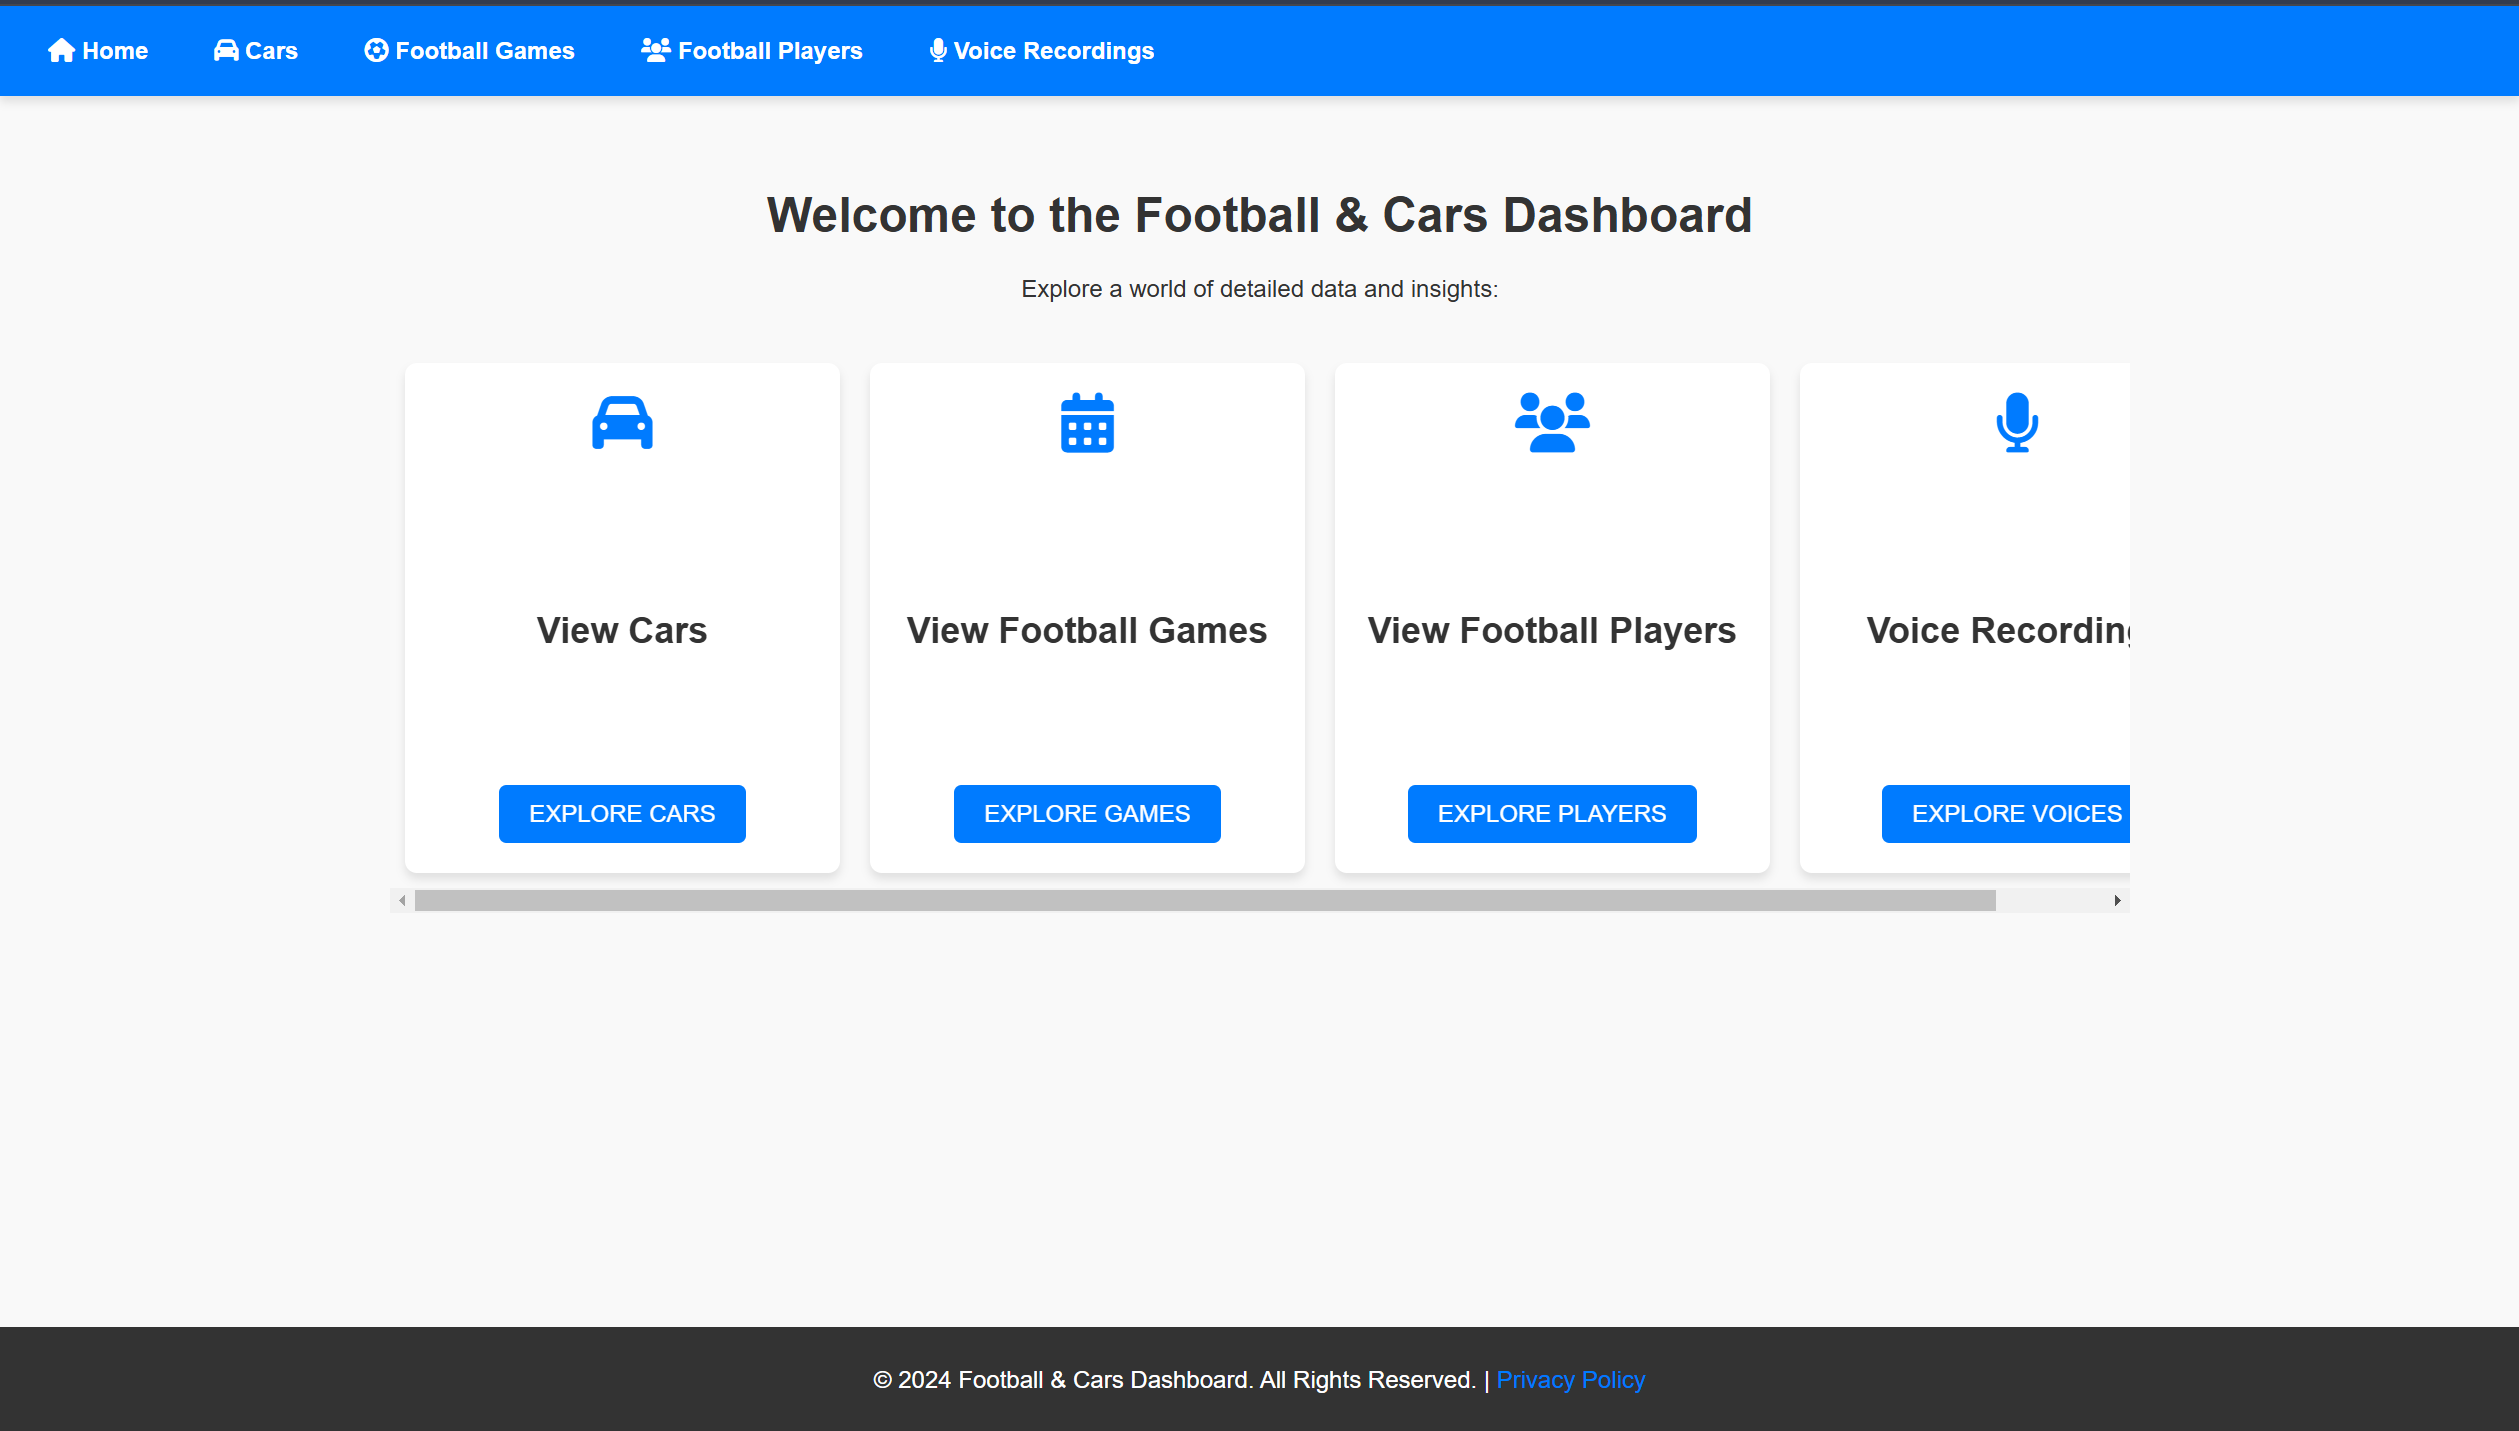 Home Cars Football Games Football Players Voice Recordings
Welcome to the Football & Cars Dashboard
Explore a world of detailed data and insights:
View Cars View Football Games View Football Players Voice Recording
EXPLORE CARS EXPLORE GAMES EXPLORE PLAYERS EXPLORE VOICES
© 2024 Football & Cars Dashboard. All Rights Reserved. | Privacy Policy